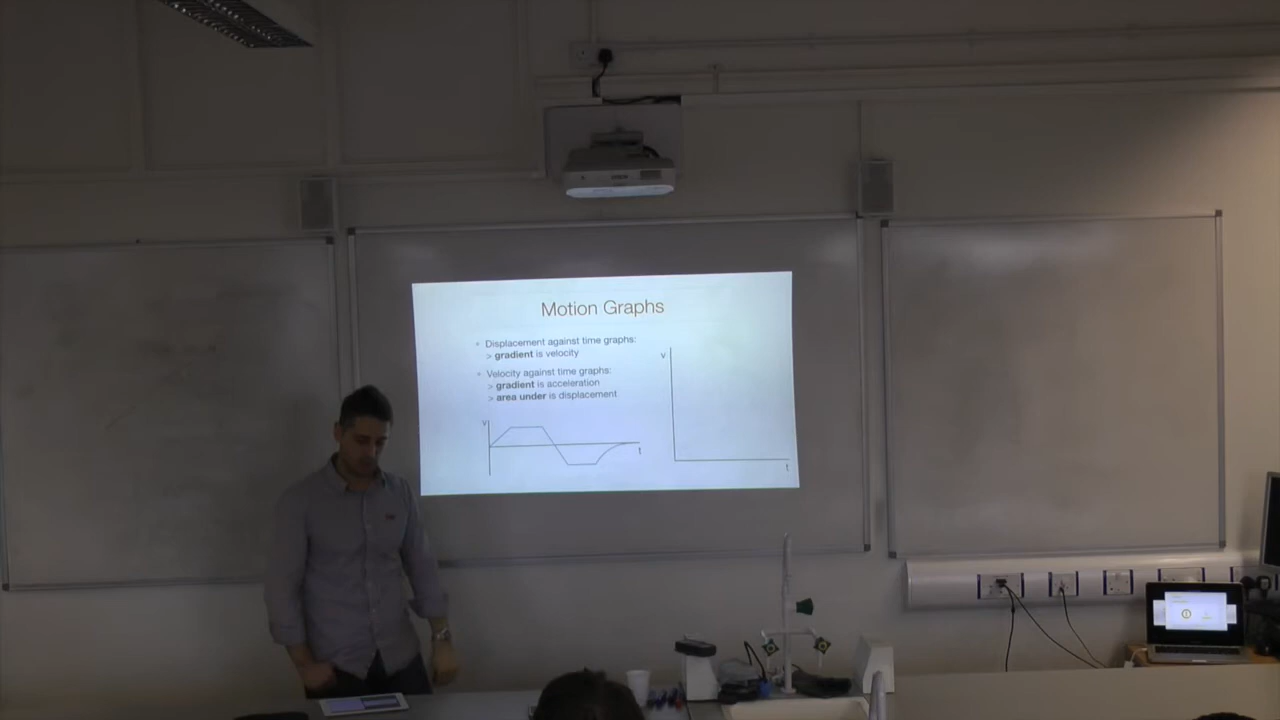 Motion Graphs
◦ Displacement against time graphs:
> gradient is velocity
◦ Velocity against time graphs:
> gradient is acceleration
> area under is displacement
v
t
v
t